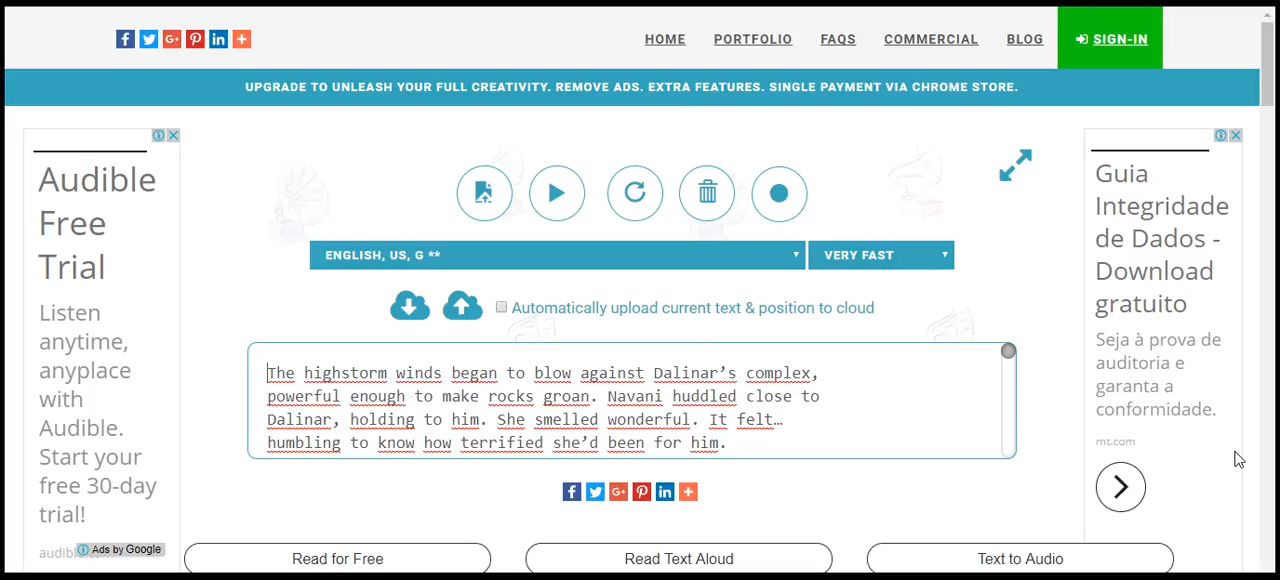 HOME PORTFOLIO FAQS COMMERCIAL BLOG SIGN-IN
UPGRADE TO UNLEASH YOUR FULL CREATIVITY. REMOVE ADS. EXTRA FEATURES. SINGLE PAYMENT VIA CHROME STORE.
Audible
Free
Trial
Listen
anytime,
anyplace
with
Audible.
Start your
free 30-day
trial!
Ads by Google
ENGLISH, US, G ** VERY FAST
Automatically upload current text & position to cloud
The highstorm winds began to blow against Dalinar’s complex,
powerful enough to make rocks groan. Navani huddled close to
Dalinar, holding to him. She smelled wonderful. It felt…
humbling to know how terrified she’d been for him.
Guia
Integridade
de Dados -
Download
gratuito
Seja à prova de
auditoria e
garanta a
conformidade.
mt.com
Read for Free Read Text Aloud Text to Audio